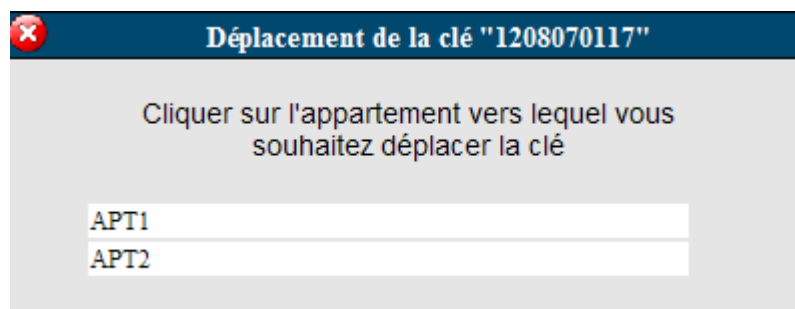 Déplacement de la clé "1208070117"
Cliquer sur l'appartement vers lequel vous
souhaitez déplacer la clé
APT1
APT2